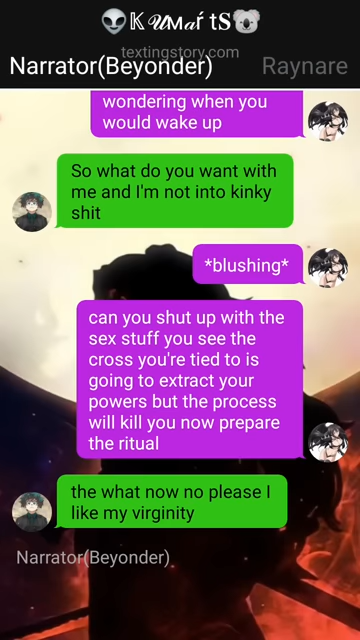 👽𝕂 𝓤𝐌𝓪ŕ t𝐒🐨
textingstory.com
Narrator(Beyonder) Raynare
wondering when you
would wake up
So what do you want with
me and I'm not into kinky
shit
*blushing*
can you shut up with the
sex stuff you see the
cross you're tied to is
going to extract your
powers but the process
will kill you now prepare
the ritual
the what now no please I
like my virginity
Narrator(Beyonder)